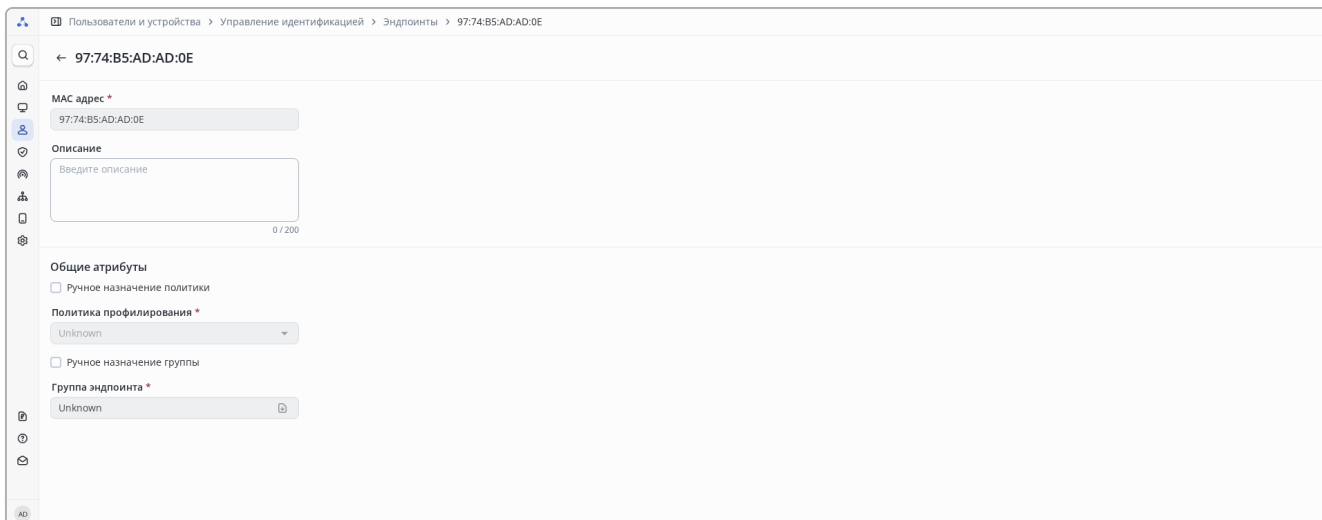 Пользователи и устройства > Управление идентификацией > Эндпоинты > 97:74:B5:AD:AD:0E
97:74:B5:AD:AD:0E
MAC адрес *
97:74:B5:AD:AD:0E
Описание
Введите описание
0 / 200
Общие атрибуты
Ручное назначение политики
Политика профилирования *
Unknown
Ручное назначение группы
Группа эндпоинта *
Unknown
AD